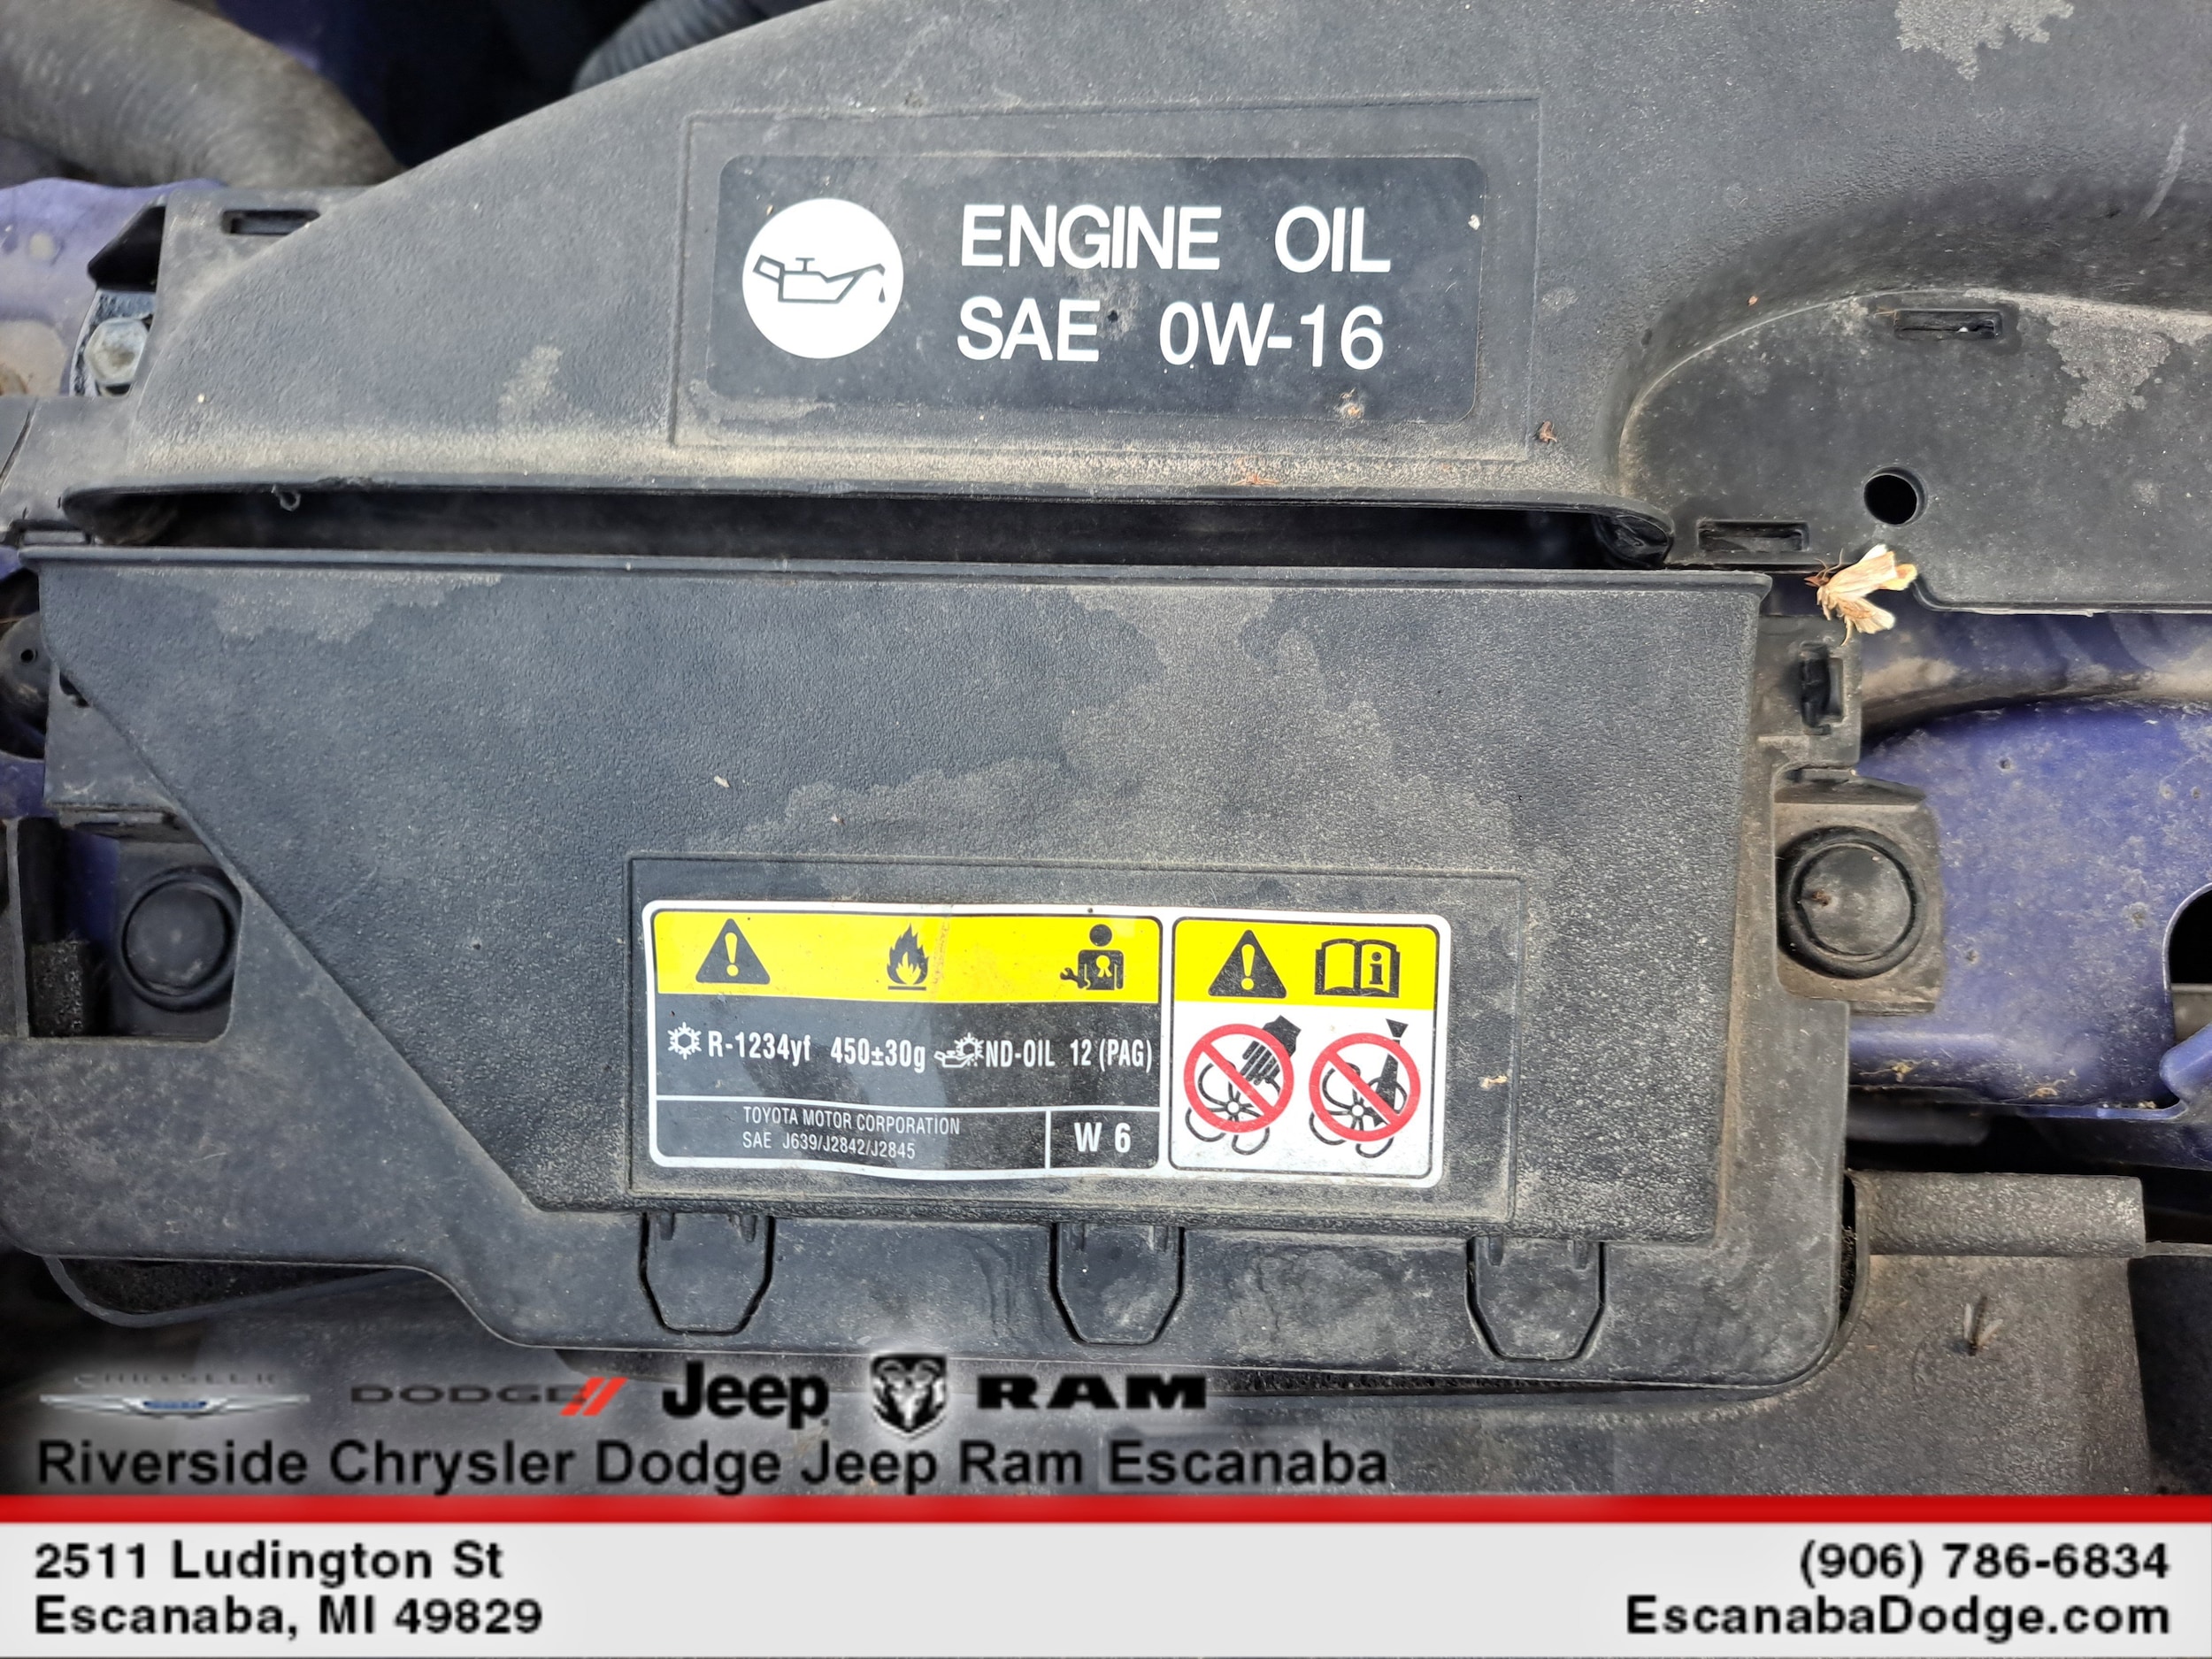 ENGINE OIL
SAE 0W-16
R-1234yf 450±30g ND-OIL 12 (PAG)
TOYOTA MOTOR CORPORATION
SAE J639/J2842/J2845
W 6
CHRYSLER DODGE Jeep RAM
Riverside Chrysler Dodge Jeep Ram Escanaba
2511 Ludington St
Escanaba, MI 49829
(906) 786-6834
EscanabaDodge.com